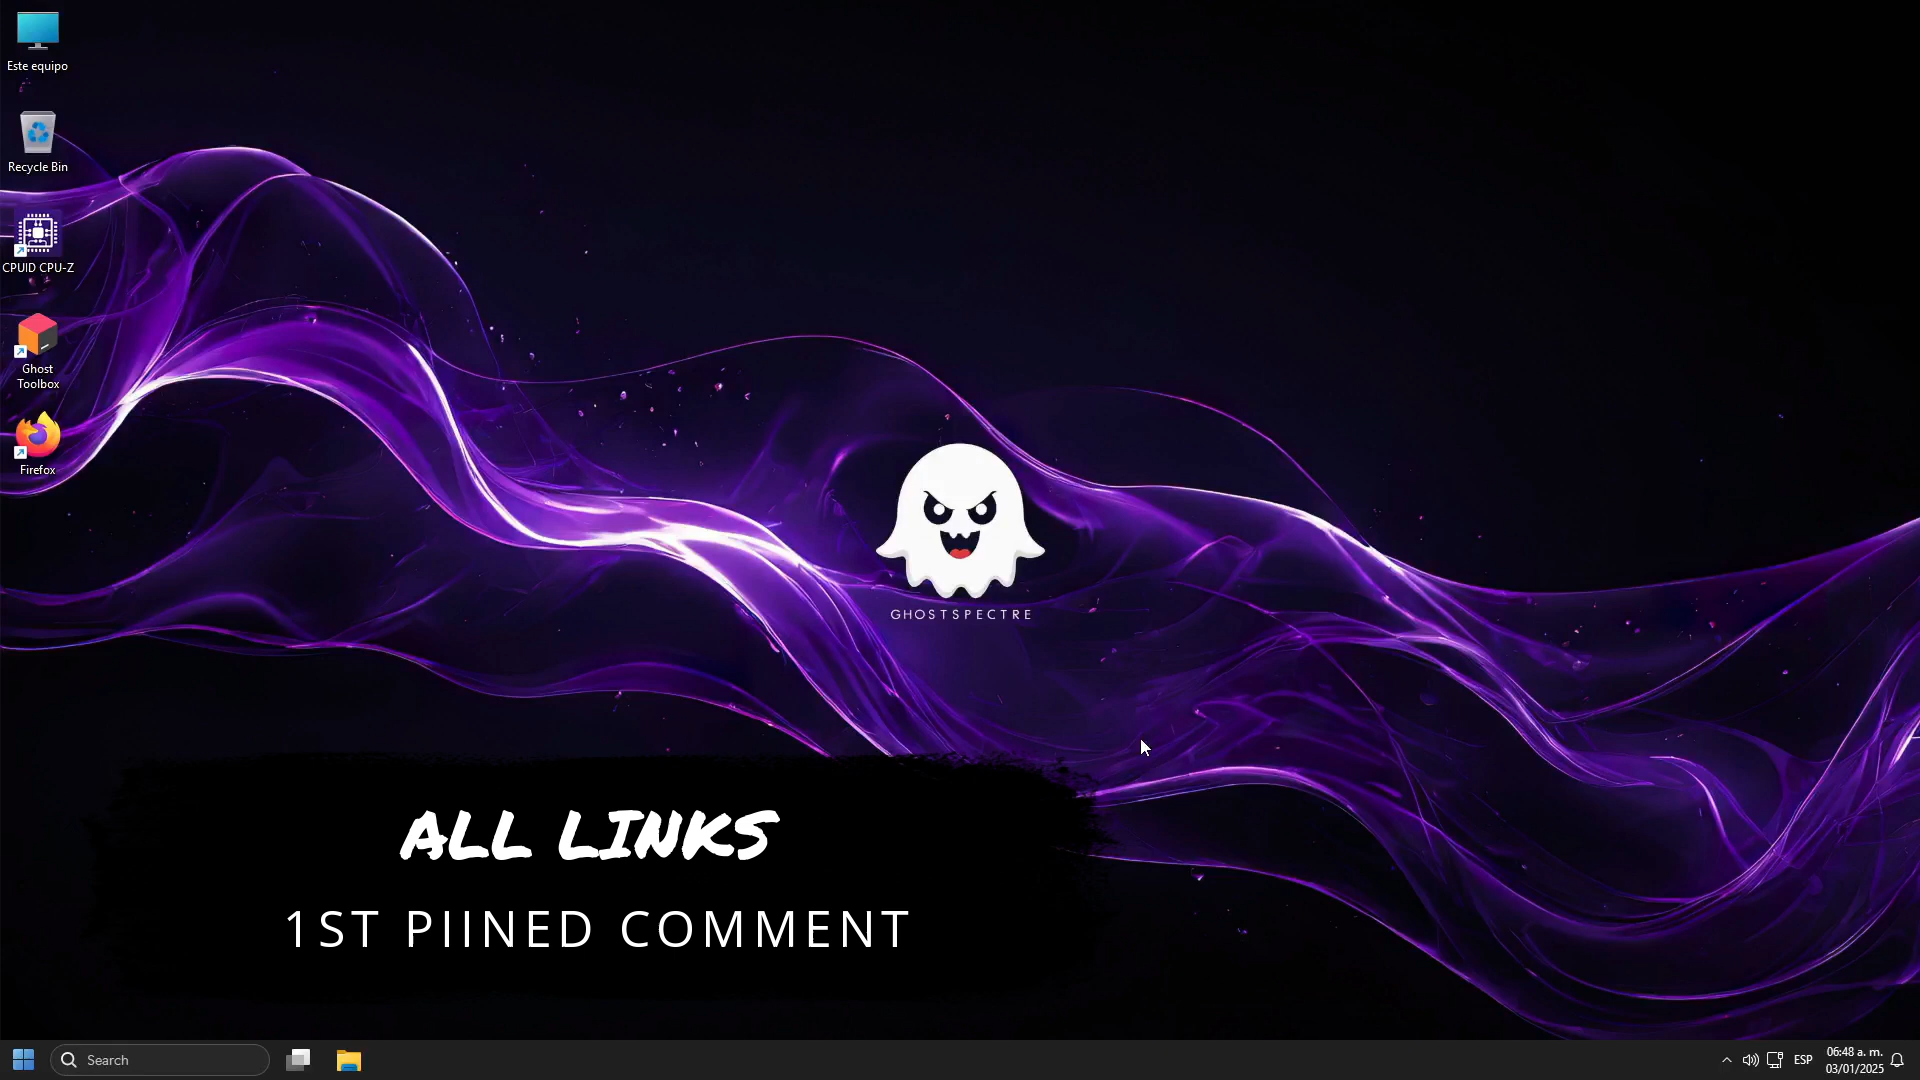 Este equipo
Recycle Bin
CPUID CPU-Z
Ghost
Toolbox
Firefox
GHOSTSPECTRE
ALL LINKS
1ST PIINED COMMENT
Search
ESP
06:48 a. m.
03/01/2025